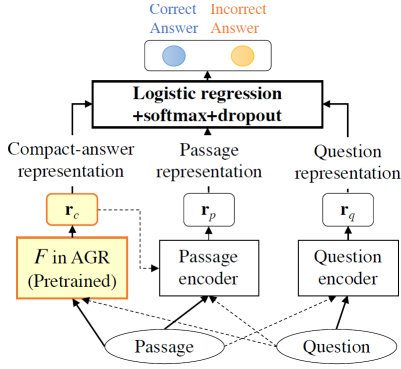 Correct Incorrect
Answer Answer
Logistic regression
+softmax+dropout
Compact-answer Passage Question
representation representation representation
r_c r_p r_q
F in AGR Passage Question
(Pretrained) encoder encoder
Passage Question